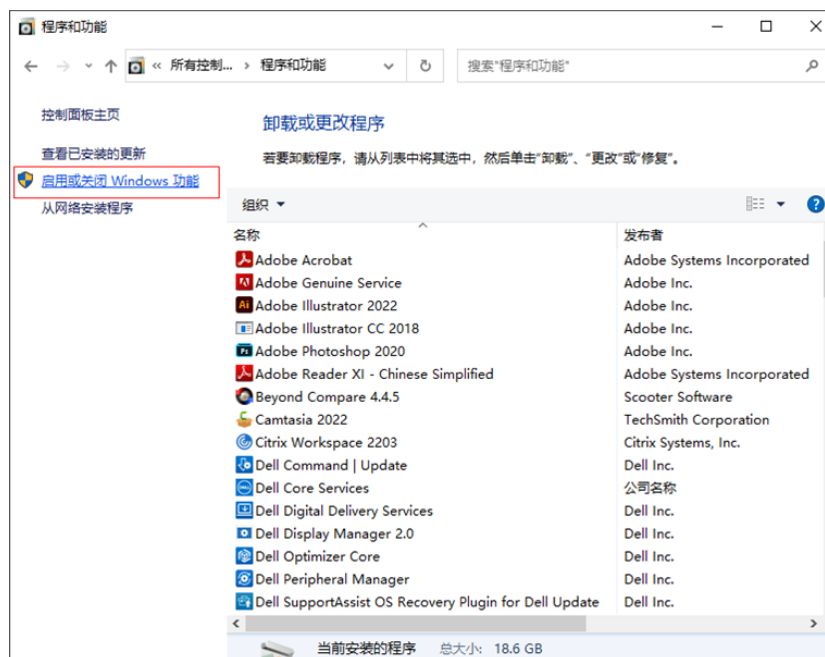 程序和功能
« 所有控制... › 程序和功能
搜索"程序和功能"
控制面板主页
查看已安装的更新
启用或关闭 Windows 功能
从网络安装程序
卸载或更改程序
若要卸载程序，请从列表中将其选中，然后单击"卸载"、"更改"或"修复"。
组织
名称 发布者
Adobe Acrobat Adobe Systems Incorporated
Adobe Genuine Service Adobe Inc.
Adobe Illustrator 2022 Adobe Inc.
Adobe Illustrator CC 2018 Adobe Inc.
Adobe Photoshop 2020 Adobe Inc.
Adobe Reader XI - Chinese Simplified Adobe Systems Incorporated
Beyond Compare 4.4.5 Scooter Software
Camtasia 2022 TechSmith Corporation
Citrix Workspace 2203 Citrix Systems, Inc.
Dell Command | Update Dell Inc.
Dell Core Services 公司名称
Dell Digital Delivery Services Dell Inc.
Dell Display Manager 2.0 Dell Inc.
Dell Optimizer Core Dell Inc.
Dell Peripheral Manager Dell Inc.
Dell SupportAssist OS Recovery Plugin for Dell Update Dell Inc.
当前安装的程序 总大小: 18.6 GB